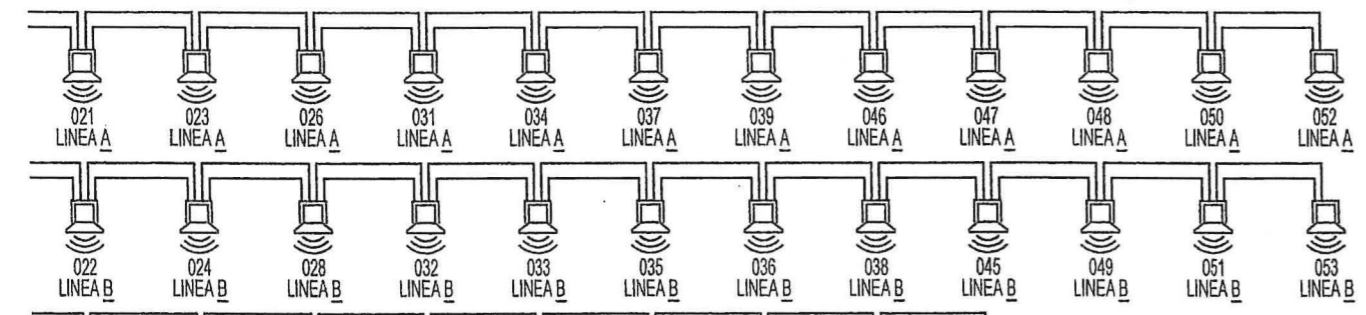 021 023 026 031 034 037 039 046 047 048 050 052
LINEA A LINEA A LINEA A LINEA A LINEA A LINEA A LINEA A LINEA A LINEA A LINEA A LINEA A LINEA A
022 024 028 032 033 035 036 038 045 049 051 053
LINEA B LINEA B LINEA B LINEA B LINEA B LINEA B LINEA B LINEA B LINEA B LINEA B LINEA B LINEA B